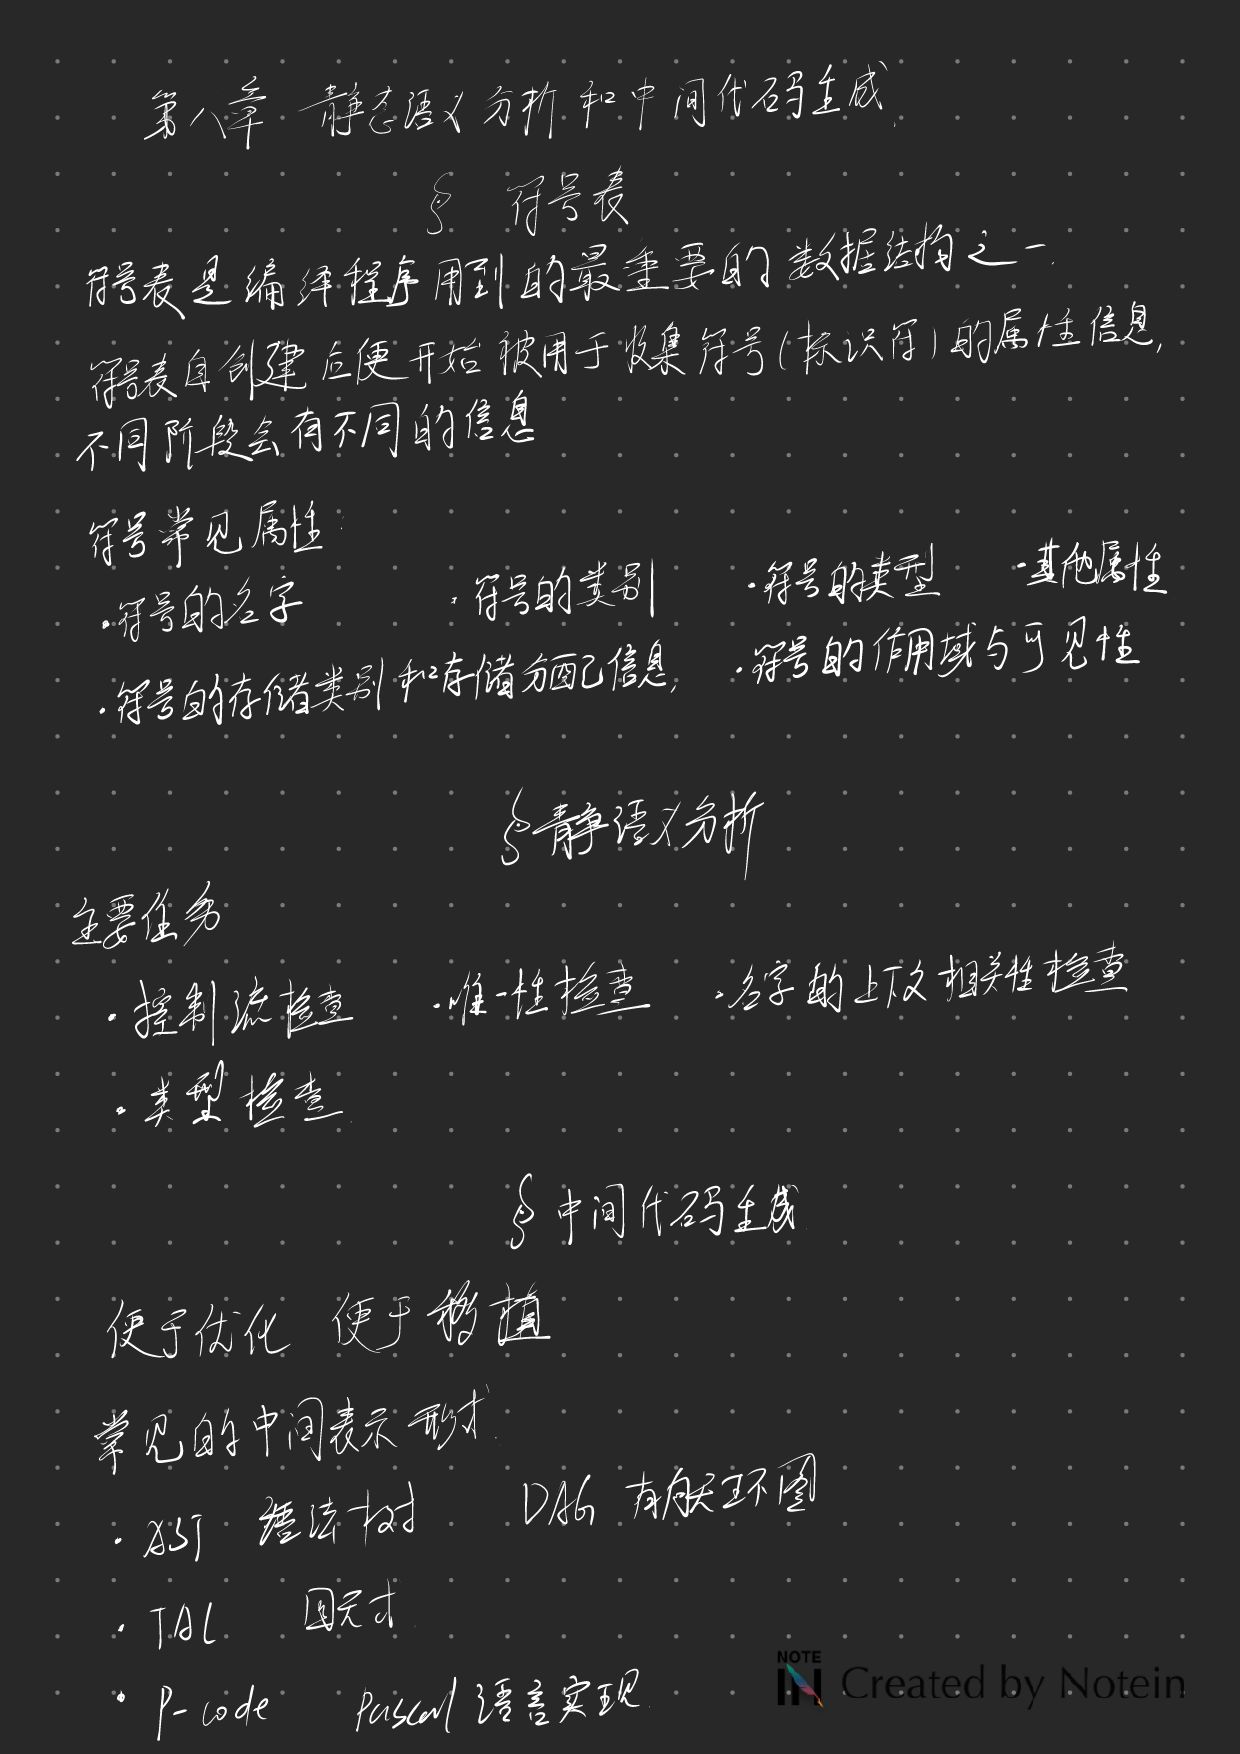 第八章 静态语义分析和中间代码生成
§ 符号表
符号表是编译程序用到的最重要的数据结构之一.
符号表自创建后便开始被用于收集符号(标识符)的属性信息,
不同阶段会有不同的信息
符号常见属性:
·符号的名字 ·符号的类别 ·符号的类型 ·其他属性
·符号的存储类别和存储分配信息, ·符号的作用域与可见性
§静语义分析
主要任务
·控制流检查 ·唯一性检查 ·名字的上下文相关性检查
·类型检查
§中间代码生成
便于优化 便于移植
常见的中间表示形式.
·AST 语法树 DAG 有向无环图
·TAC 四元式
·P-code Pascal语言实现.
NOTE IN Created by Notein